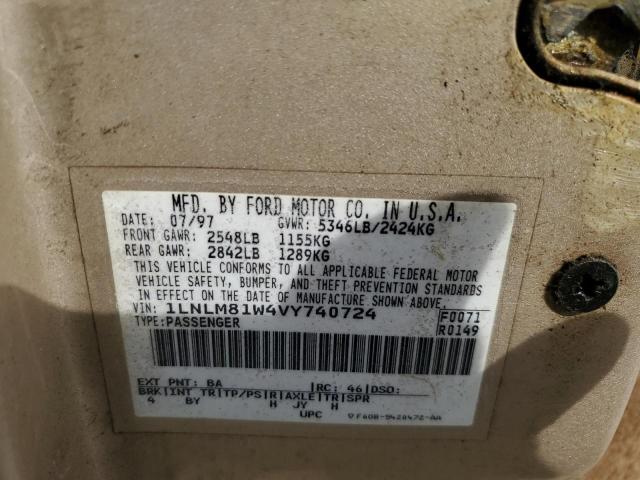 MFD. BY FORD MOTOR CO. IN U.S.A.
DATE: 07/97 GVWR: 5346LB/2424KG
FRONT GAWR: 2548LB 1155KG
REAR GAWR: 2842LB 1289KG
THIS VEHICLE CONFORMS TO ALL APPLICABLE FEDERAL MOTOR
VEHICLE SAFETY, BUMPER, AND THEFT PREVENTION STANDARDS
IN EFFECT ON THE DATE OF MANUFACTURE SHOWN ABOVE.
VIN: 1LNLM81W4VY740724 F0071
TYPE:PASSENGER R0149
EXT PNT: BA RC: 46 DSO:
BRK INT TR TP/PS R AXLE TR SPR
4 BY H JY H
UPC F60B-5420472-AA